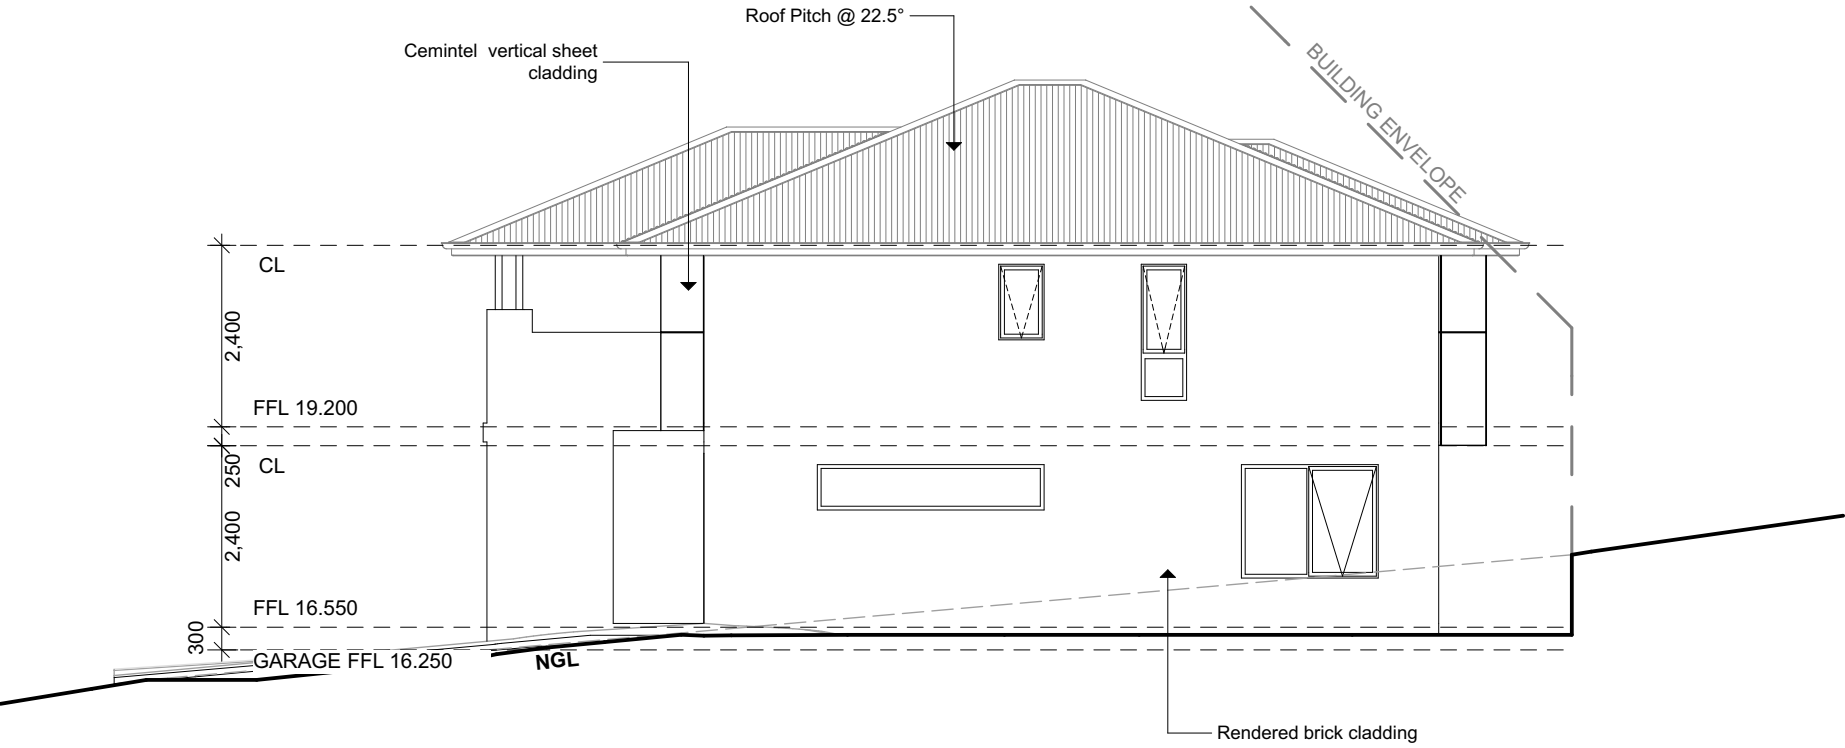 Roof Pitch @ 22.5°
Cemintel vertical sheet
cladding
BUILDING ENVELOPE
CL
2,400
FFL 19.200
250
CL
2,400
FFL 16.550
300
GARAGE FFL 16.250
NGL
Rendered brick cladding